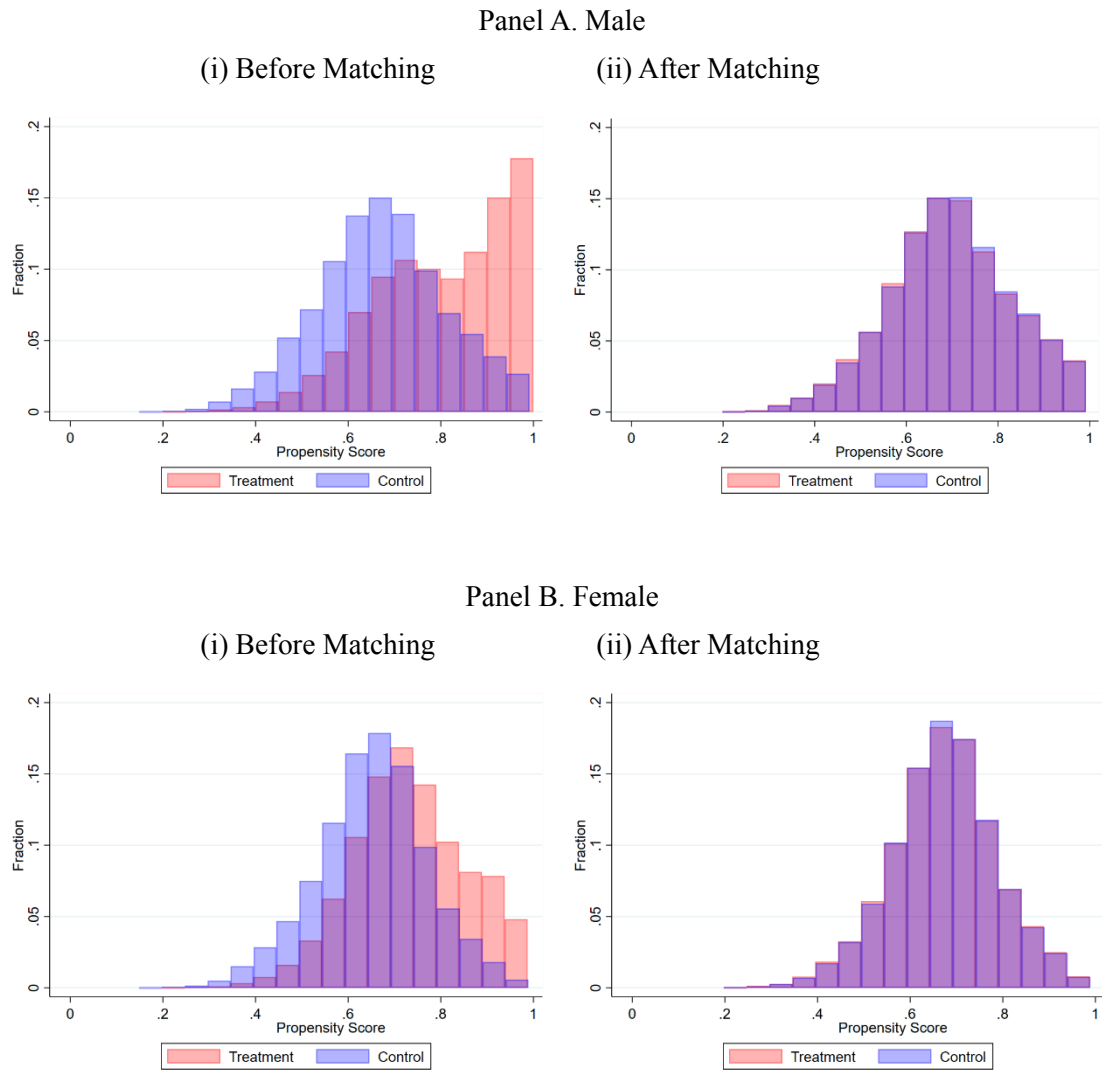 Panel A. Male
(i) Before Matching
(ii) After Matching
.2
.15
.1
.05
0
Fraction
0 .2 .4 .6 .8 1
Propensity Score
Treatment Control
.2
.15
.1
.05
0
Fraction
0 .2 .4 .6 .8 1
Propensity Score
Treatment Control
Panel B. Female
(i) Before Matching
(ii) After Matching
.2
.15
.1
.05
0
Fraction
0 .2 .4 .6 .8 1
Propensity Score
Treatment Control
.2
.15
.1
.05
0
Fraction
0 .2 .4 .6 .8 1
Propensity Score
Treatment Control